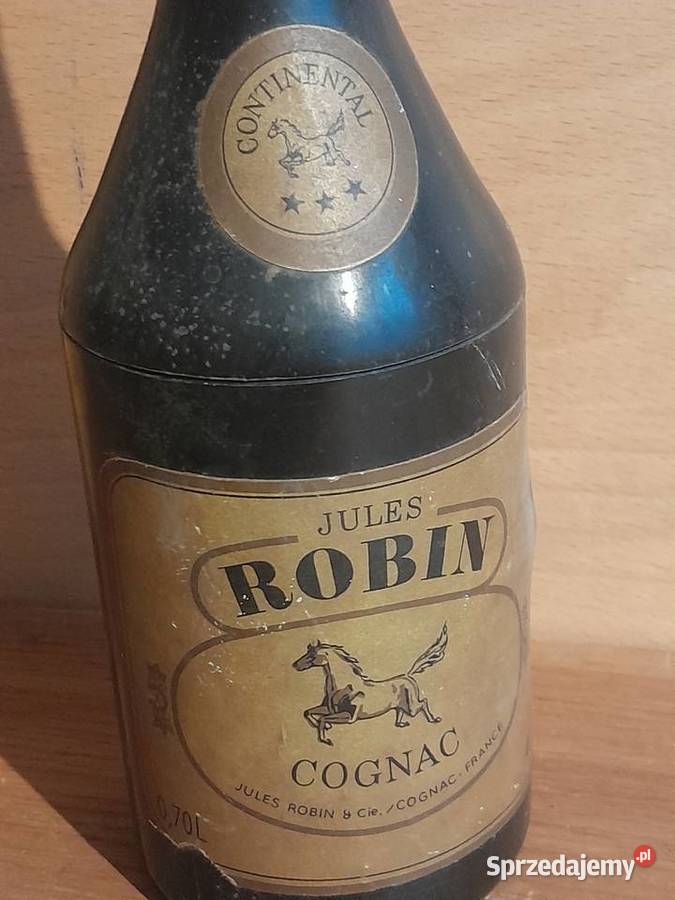 CONTINENTAL
JULES
ROBIN
COGNAC
JULES ROBIN & Cie. / COGNAC - FRANCE
0,70L
Sprzedajemy.pl